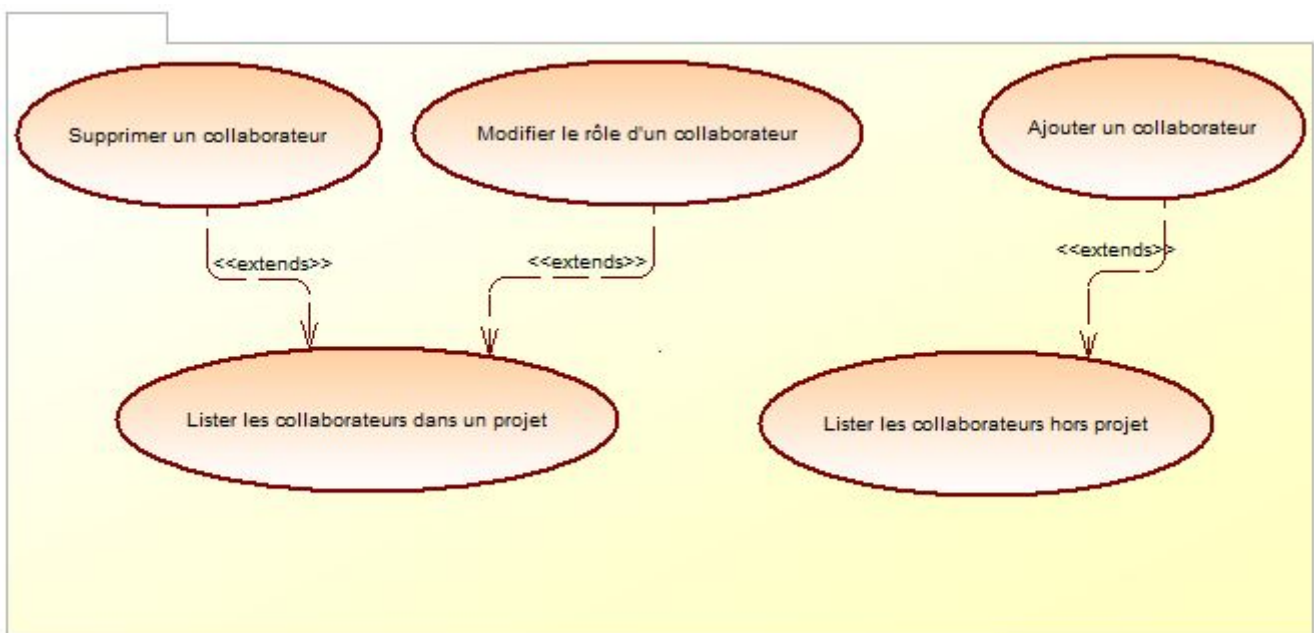 Supprimer un collaborateur
Modifier le rôle d'un collaborateur
Ajouter un collaborateur
<<extends>>
<<extends>>
<<extends>>
Lister les collaborateurs dans un projet
Lister les collaborateurs hors projet